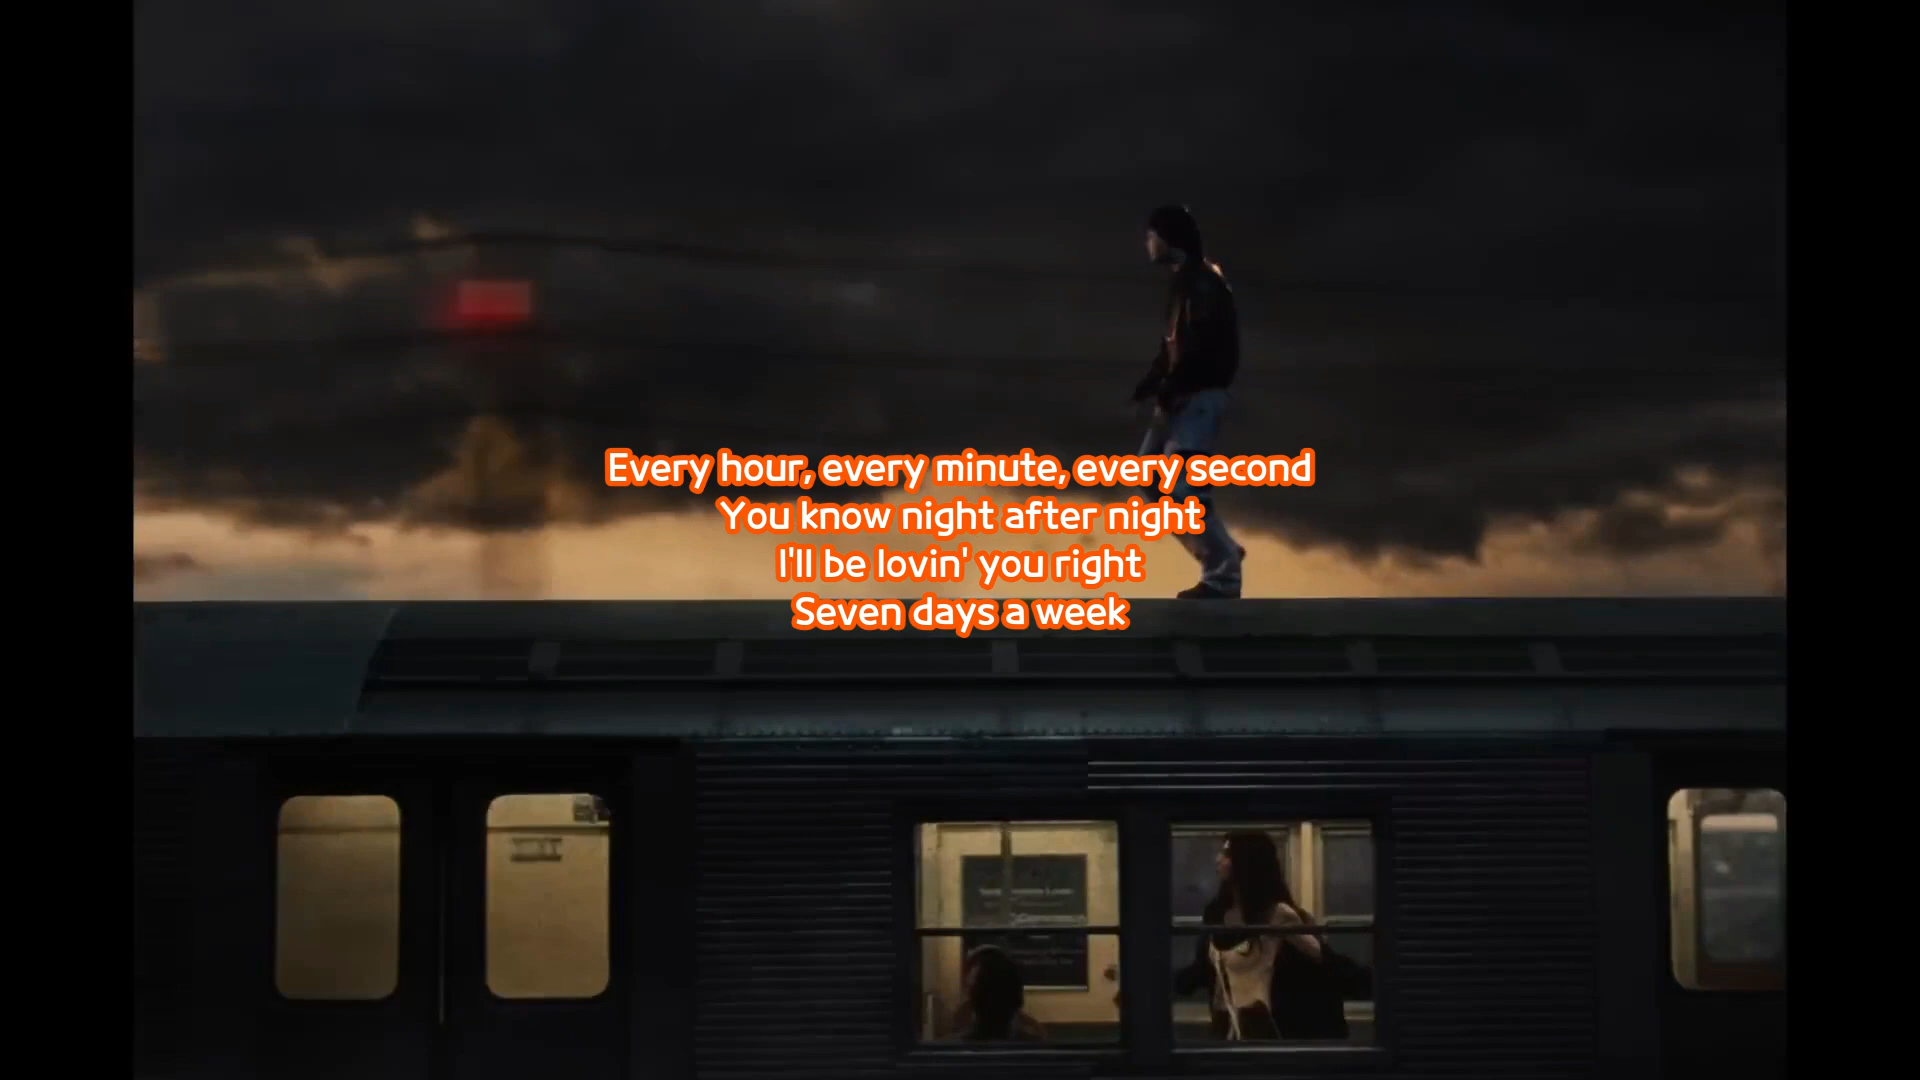 Every hour, every minute, every second
You know night after night
I'll be lovin' you right
Seven days a week